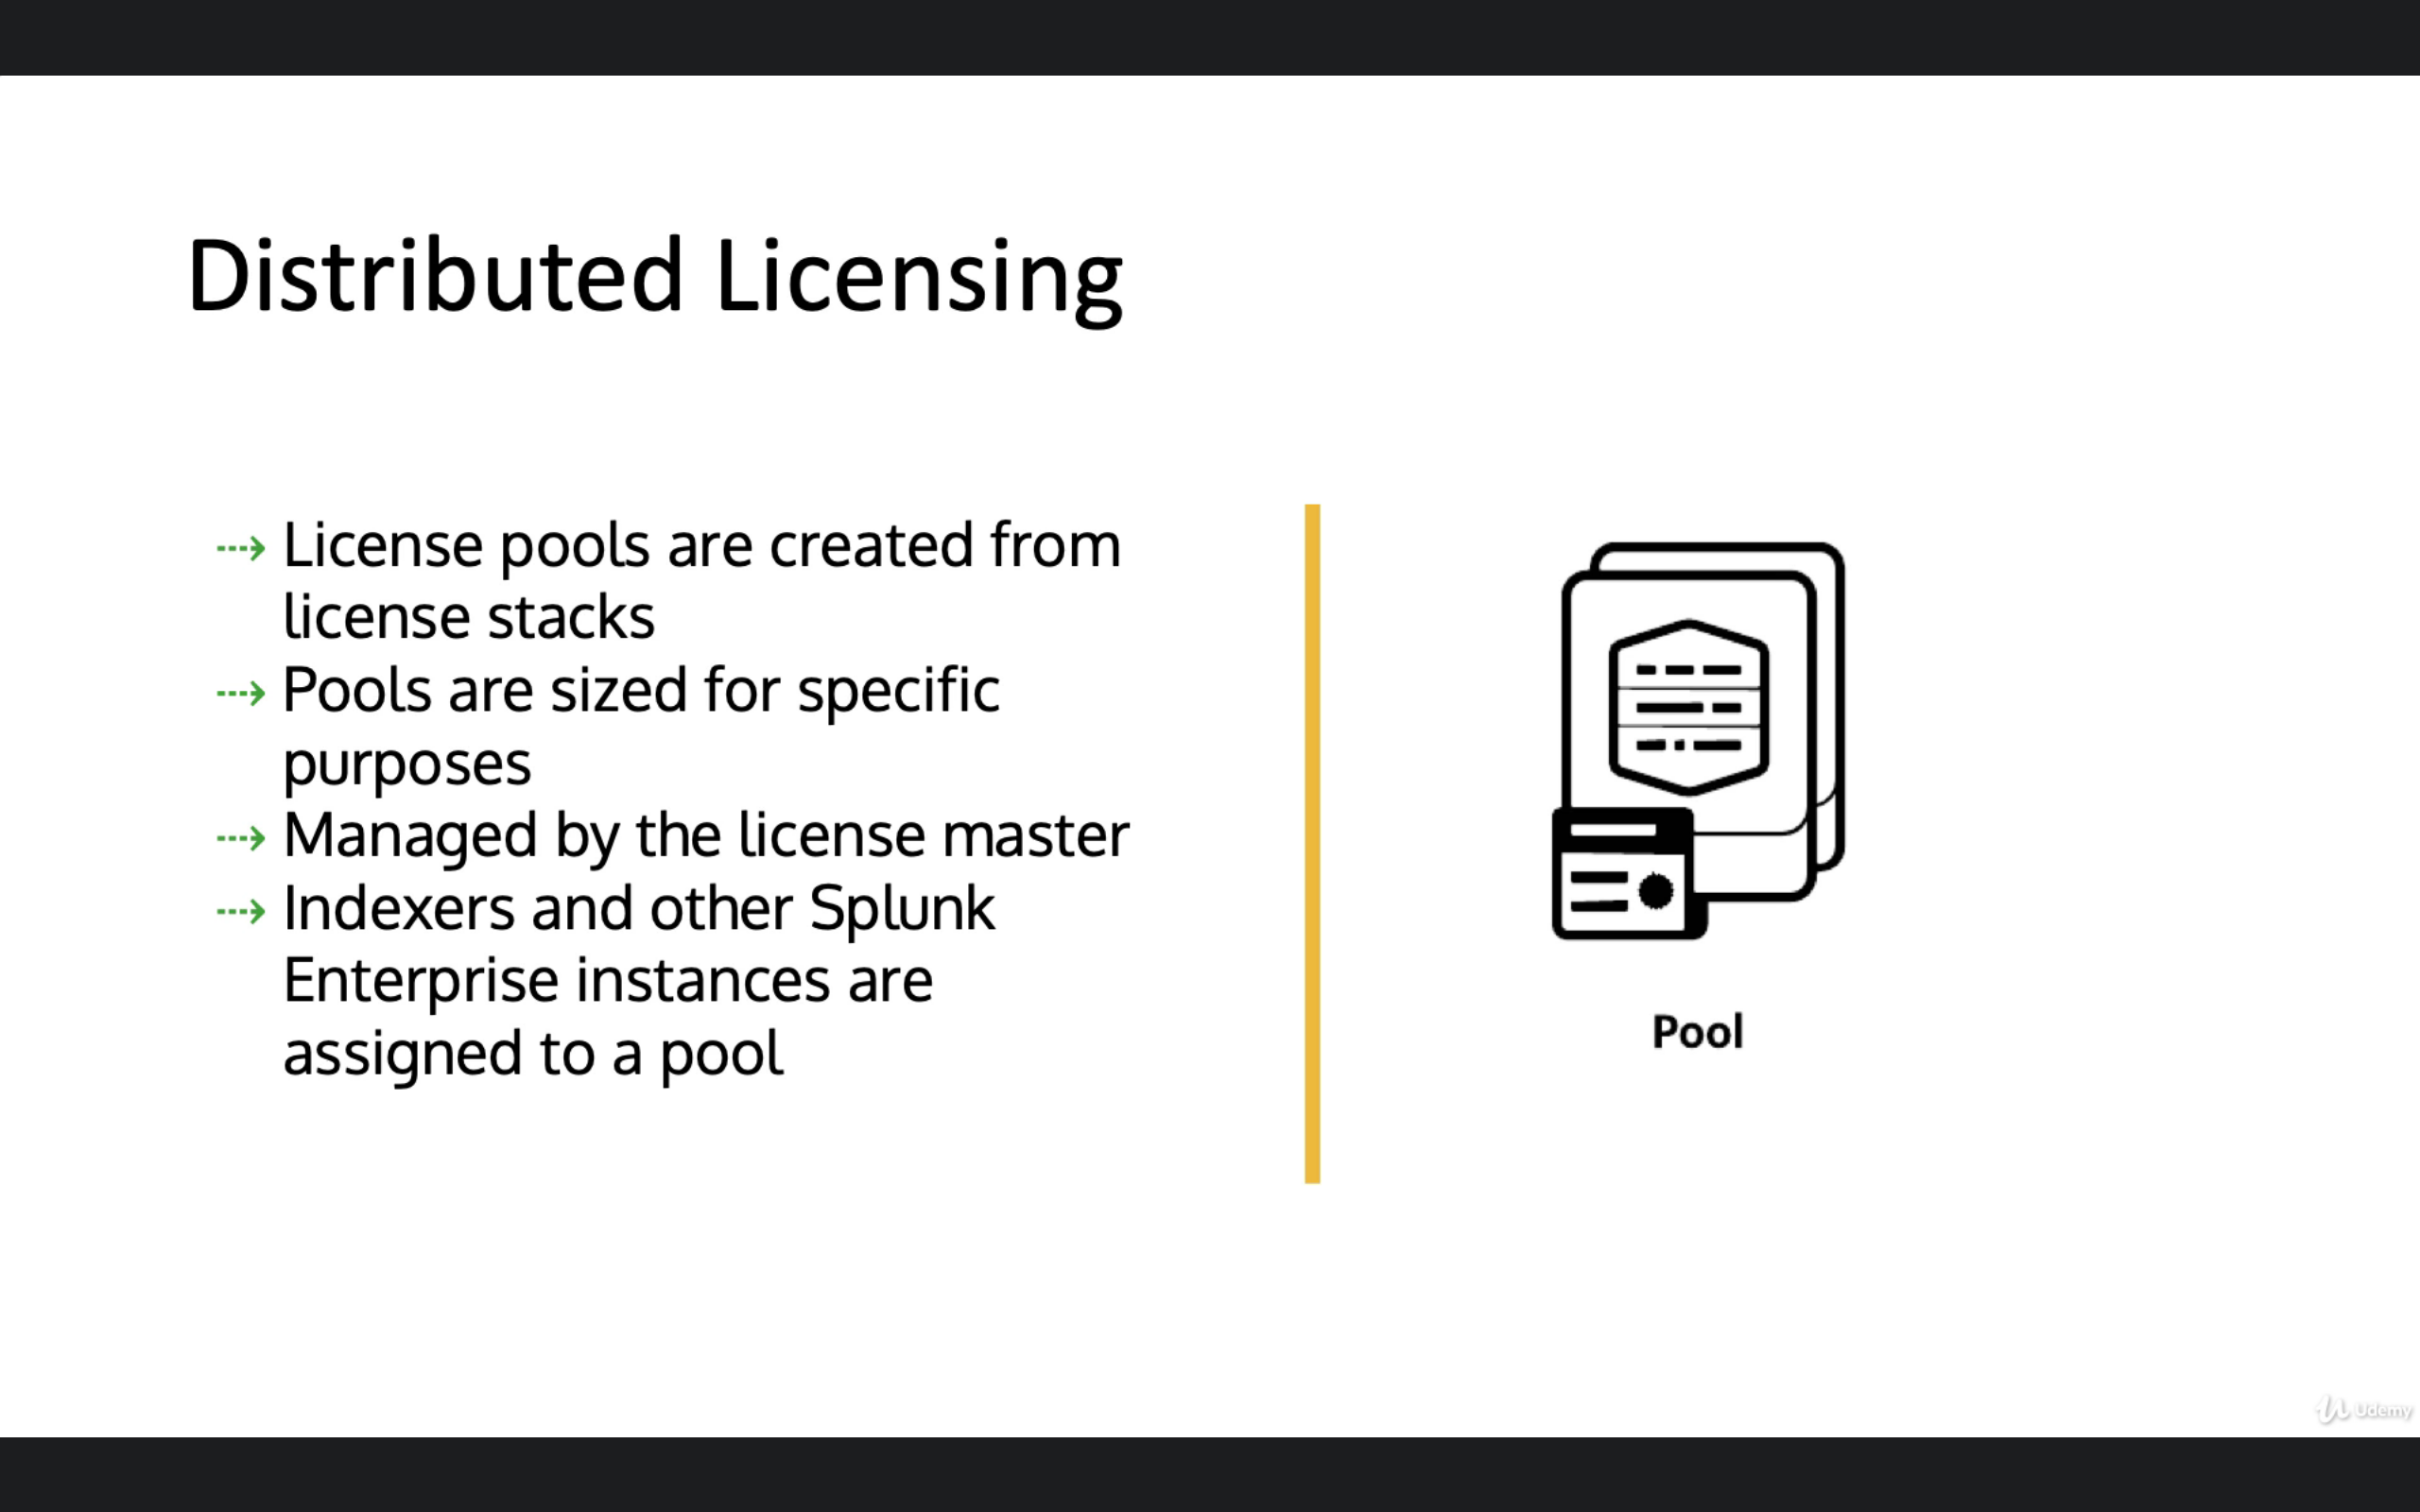 Distributed Licensing
License pools are created from
license stacks
Pools are sized for specific
purposes
Managed by the license master
Indexers and other Splunk
Enterprise instances are
assigned to a pool
Pool
Udemy